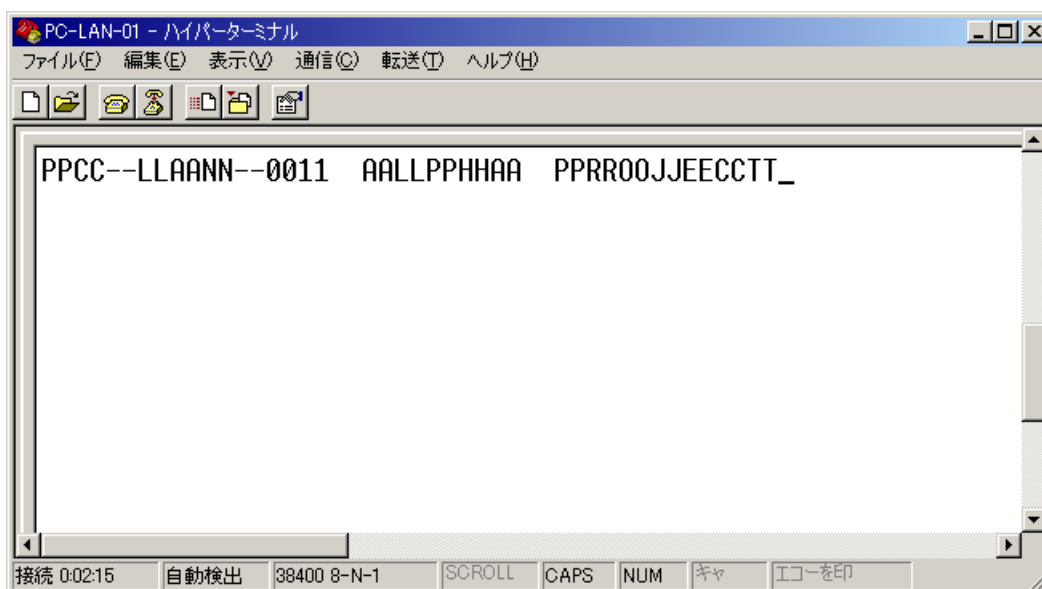 PC-LAN-01 - ハイパーターミナル
ファイル(F) 編集(E) 表示(V) 通信(C) 転送(T) ヘルプ(H)
PPCC--LLAANN--0011  AALLPPHHAA  PPRROOJJEECCTT_
接続 0:02:15 自動検出 38400 8-N-1 SCROLL CAPS NUM キャ エコーを印